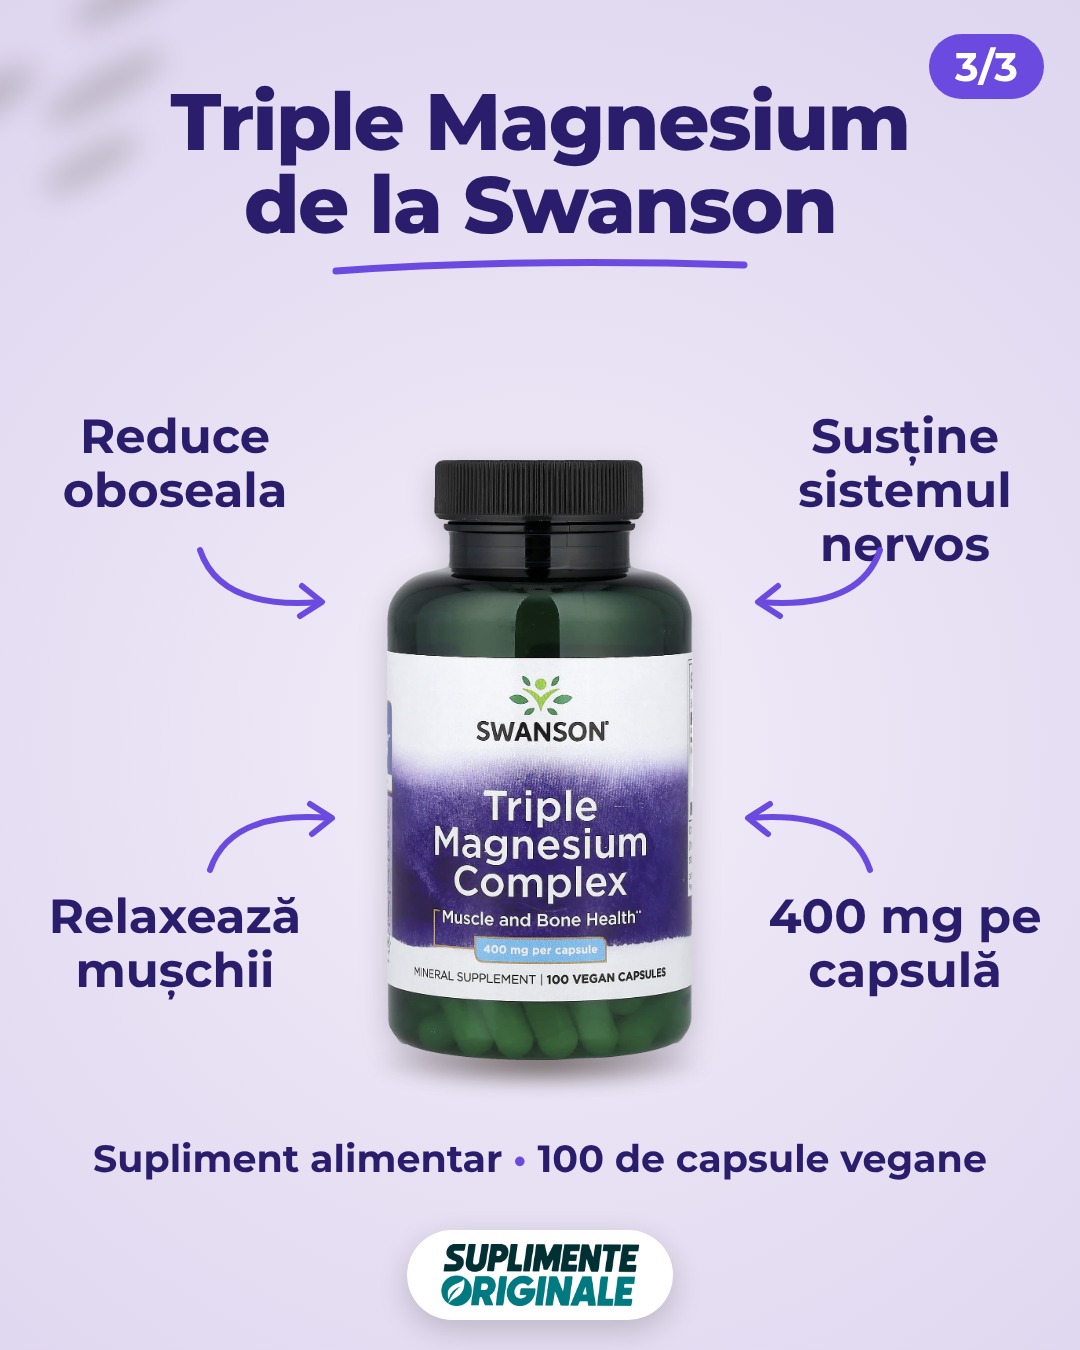 3/3
Triple Magnesium
de la Swanson
Reduce
oboseala
Susține
sistemul
nervos
SWANSON
Triple
Magnesium
Complex
Muscle and Bone Health
400 mg per capsule
MINERAL SUPPLEMENT | 100 VEGAN CAPSULES
Relaxează
mușchii
400 mg pe
capsulă
Supliment alimentar • 100 de capsule vegane
SUPLIMENTE
ORIGINALE